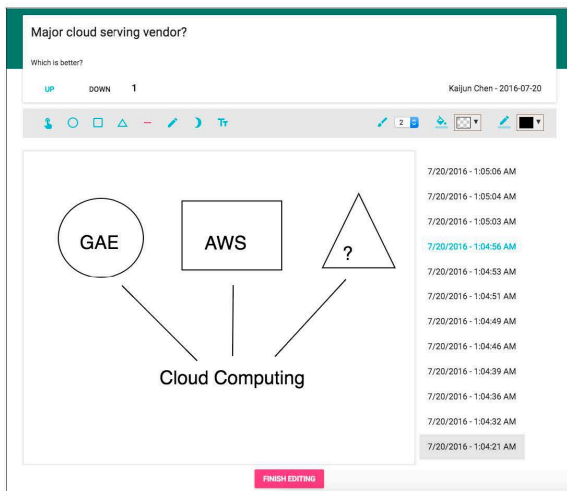 Major cloud serving vendor?
Which is better?
UP DOWN 1 Kaijun Chen - 2016-07-20
Tт 2
7/20/2016 - 1:05:06 AM
7/20/2016 - 1:05:04 AM
7/20/2016 - 1:05:03 AM
7/20/2016 - 1:04:56 AM
7/20/2016 - 1:04:53 AM
7/20/2016 - 1:04:51 AM
7/20/2016 - 1:04:49 AM
7/20/2016 - 1:04:46 AM
7/20/2016 - 1:04:39 AM
7/20/2016 - 1:04:36 AM
7/20/2016 - 1:04:32 AM
7/20/2016 - 1:04:21 AM
GAE AWS ?
Cloud Computing
FINISH EDITING